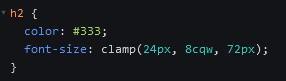 h2 {
  color: #333;
  font-size: clamp(24px, 8cqw, 72px);
}